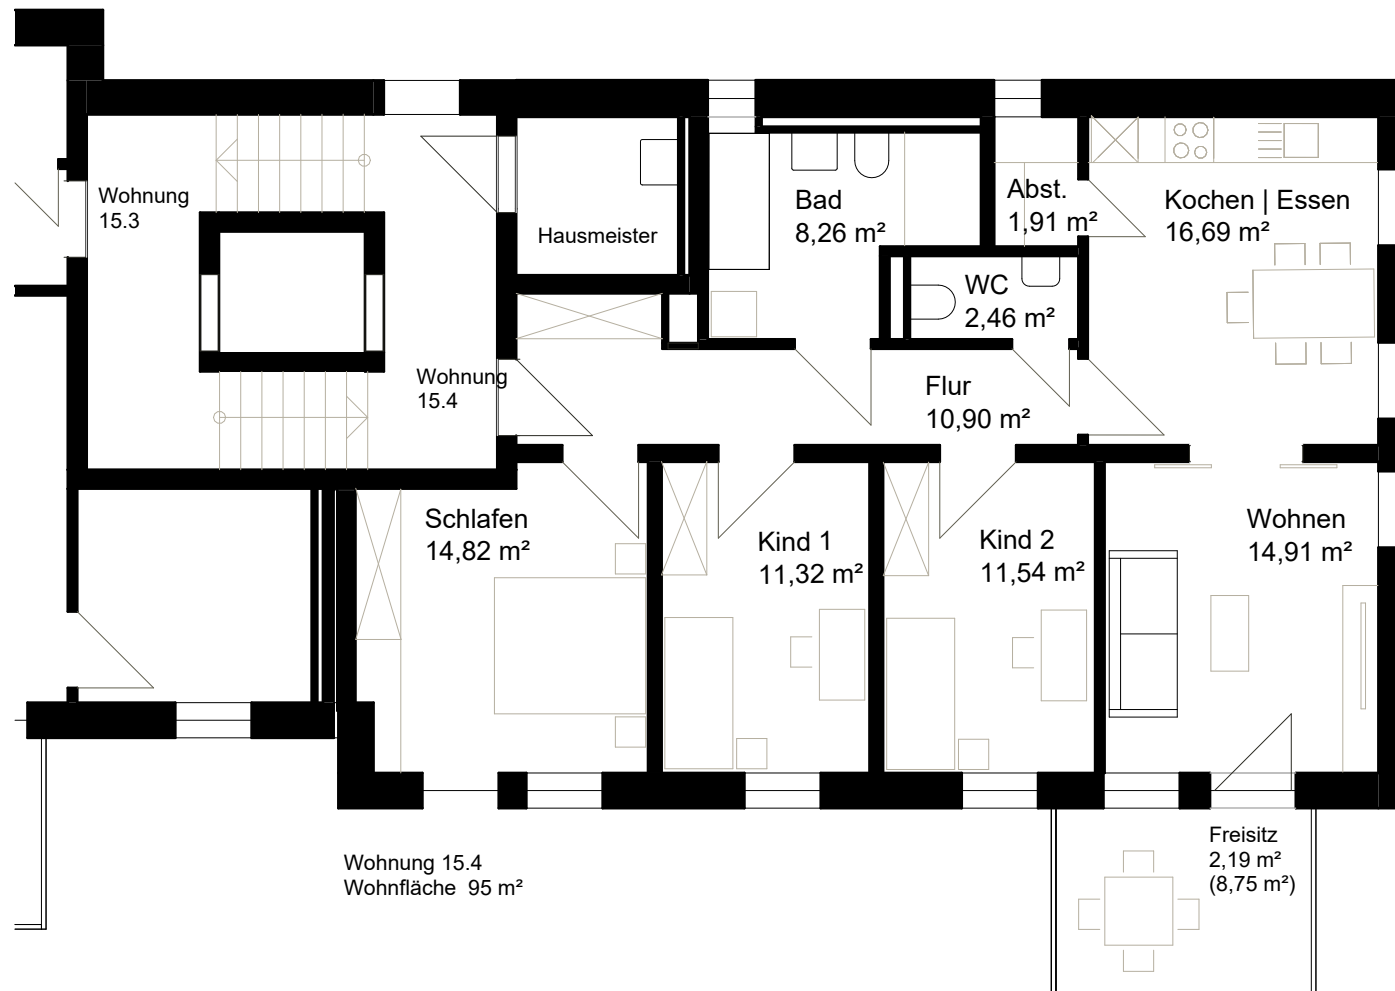 Wohnung
15.3
Hausmeister
Bad
8,26 m²
Abst.
1,91 m²
Kochen | Essen
16,69 m²
WC
2,46 m²
Wohnung
15.4
Flur
10,90 m²
Schlafen
14,82 m²
Kind 1
11,32 m²
Kind 2
11,54 m²
Wohnen
14,91 m²
Wohnung 15.4
Wohnfläche 95 m²
Freisitz
2,19 m²
(8,75 m²)